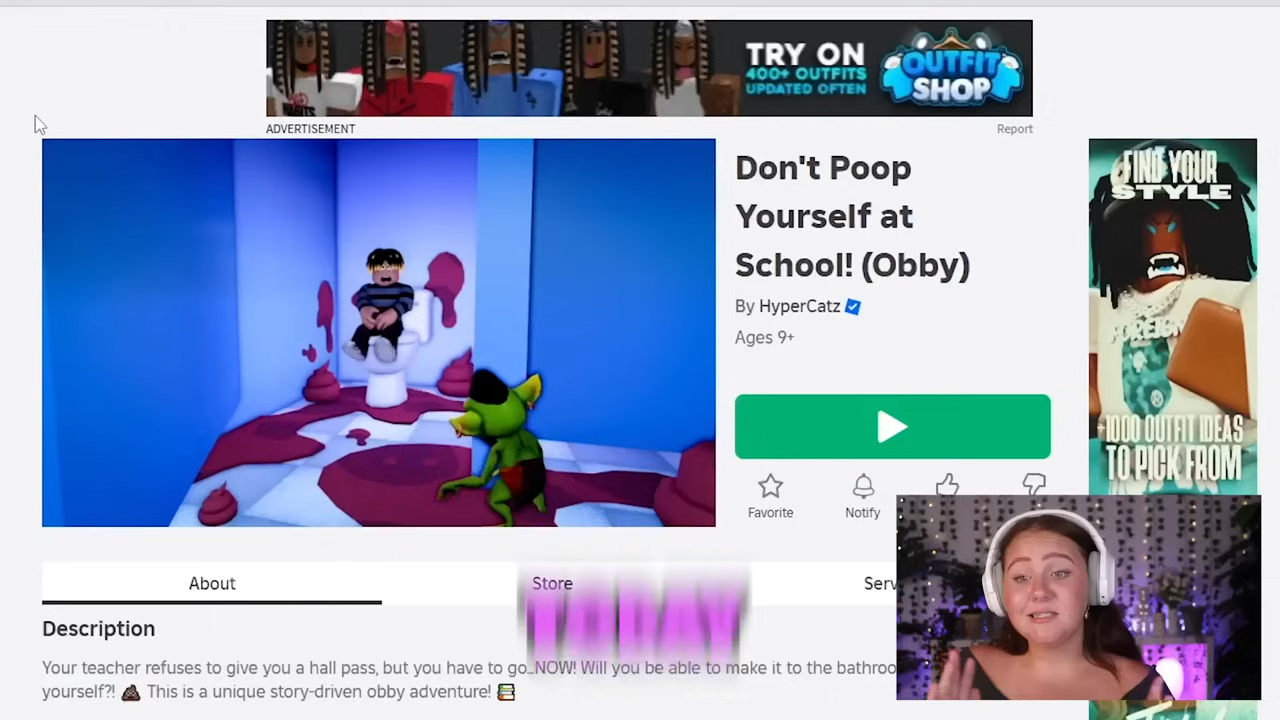 TRY ON
400+ OUTFITS
UPDATED OFTEN
OUTFIT
SHOP
ADVERTISEMENT
Report
Don't Poop
Yourself at
School! (Obby)
By HyperCatz
Ages 9+
FIND YOUR
STYLE
FOREIGN
+1000 OUTFIT IDEAS
TO PICK FROM
Favorite
Notify
About
Store
Serv
TODAY
Description
Your teacher refuses to give you a hall pass, but you have to go...NOW! Will you be able to make it to the bathroo
yourself?! 💩 This is a unique story-driven obby adventure! 📚